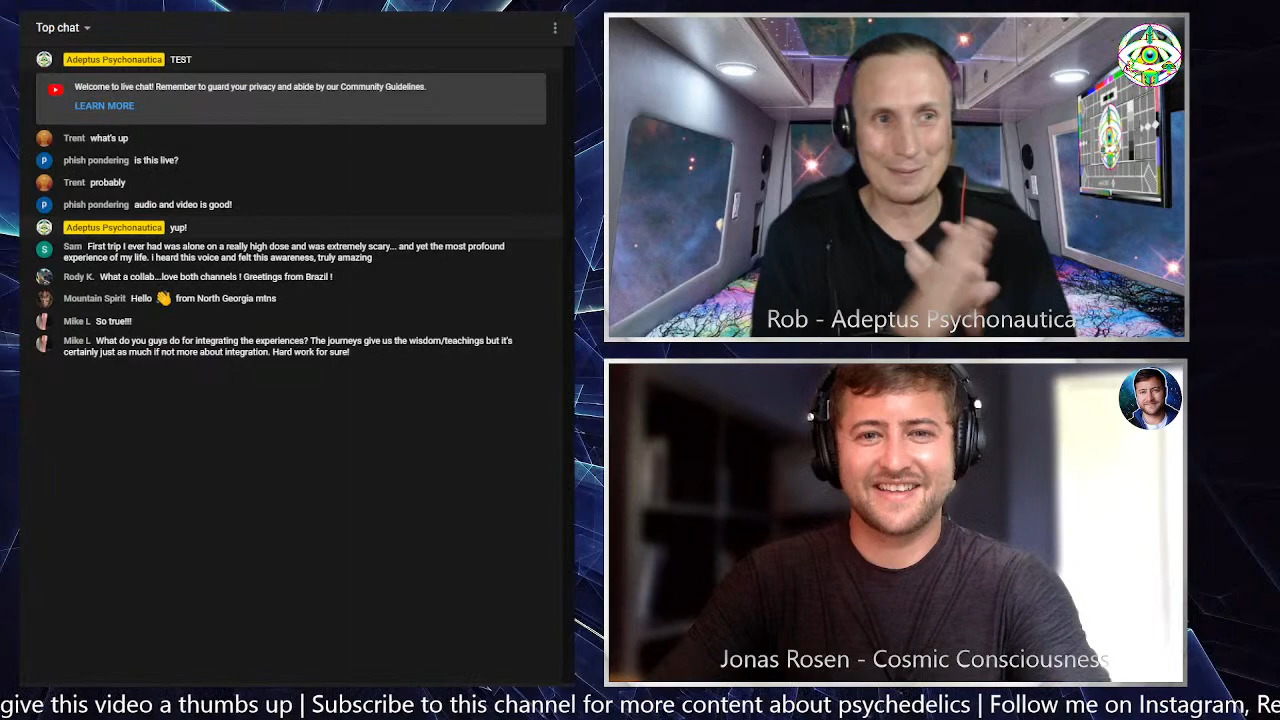 Top chat
Adeptus Psychonautica TEST
Welcome to live chat! Remember to guard your privacy and abide by our Community Guidelines.
LEARN MORE
Trent what's up
P phish pondering is this live?
Trent probably
P phish pondering audio and video is good!
Adeptus Psychonautica yup!
S Sam First trip I ever had was alone on a really high dose and was extremely scary... and yet the most profound
experience of my life. i heard this voice and felt this awareness, truly amazing
Rody K. What a collab...love both channels ! Greetings from Brazil !
Mountain Spirit Hello 👋 from North Georgia mtns
Mike L So true!!!
Mike L What do you guys do for integrating the experiences? The journeys give us the wisdom/teachings but it's
certainly just as much if not more about integration. Hard work for sure!
Rob - Adeptus Psychonautica
Jonas Rosen - Cosmic Consciousness
give this video a thumbs up | Subscribe to this channel for more content about psychedelics | Follow me on Instagram, Re